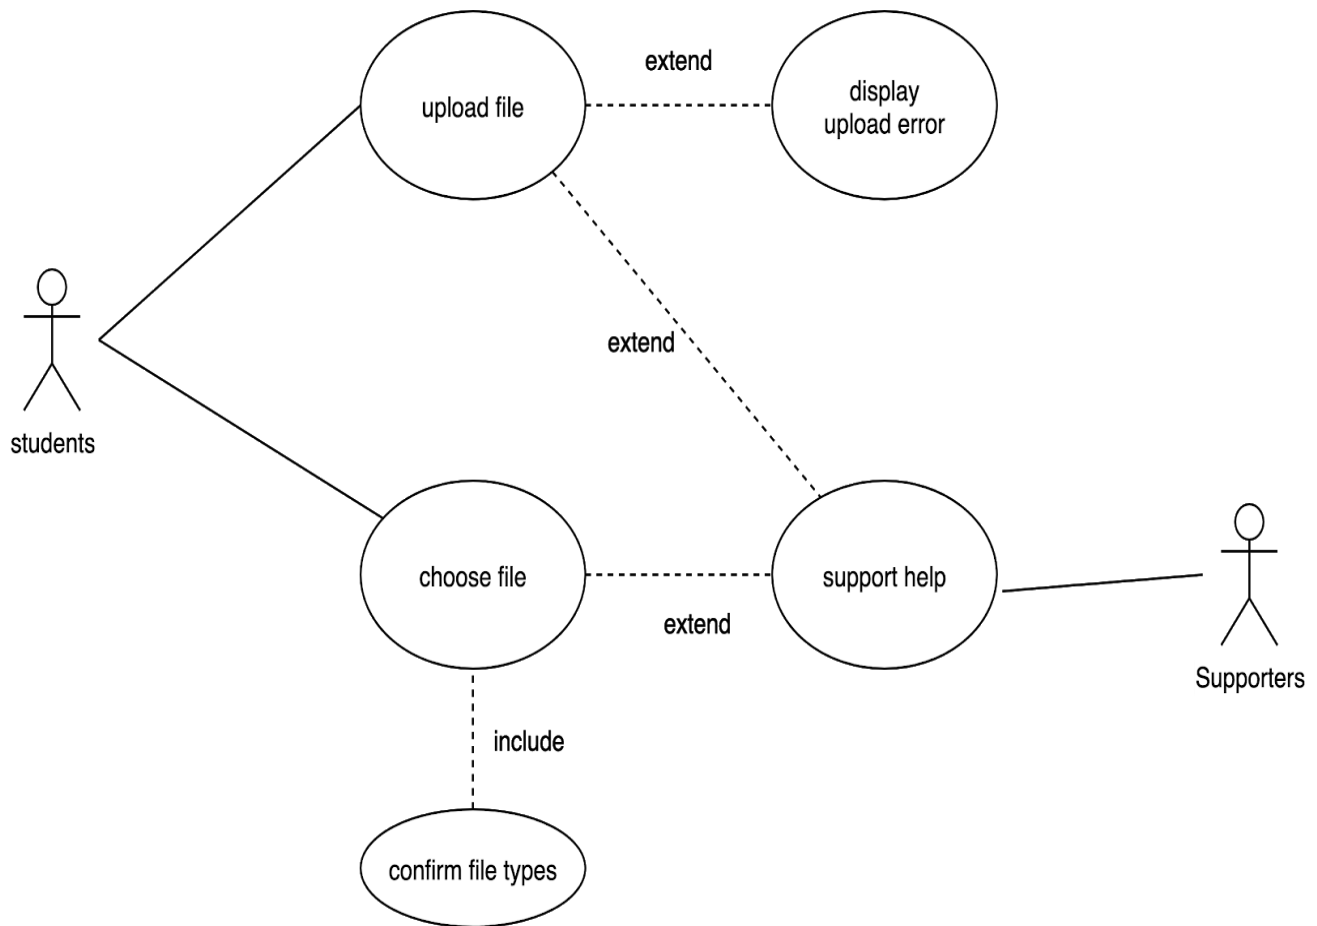 extend
upload file
display
upload error
extend
students
choose file
support help
extend
Supporters
include
confirm file types